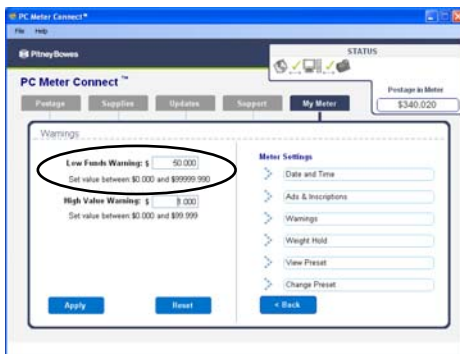 PC Meter Connect™
File Help
PitneyBowes
STATUS
PC Meter Connect™
Postage in Meter
$340.020
Postage Supplies Updates Support My Meter
Warnings
Low Funds Warning: $ 50.000
Set value between $0.000 and $99999.990
High Value Warning: $ 1.000
Set value between $0.000 and $99.999
Apply Reset
Meter Settings
Date and Time
Ads & Inscriptions
Warnings
Weight Hold
View Preset
Change Preset
< Back